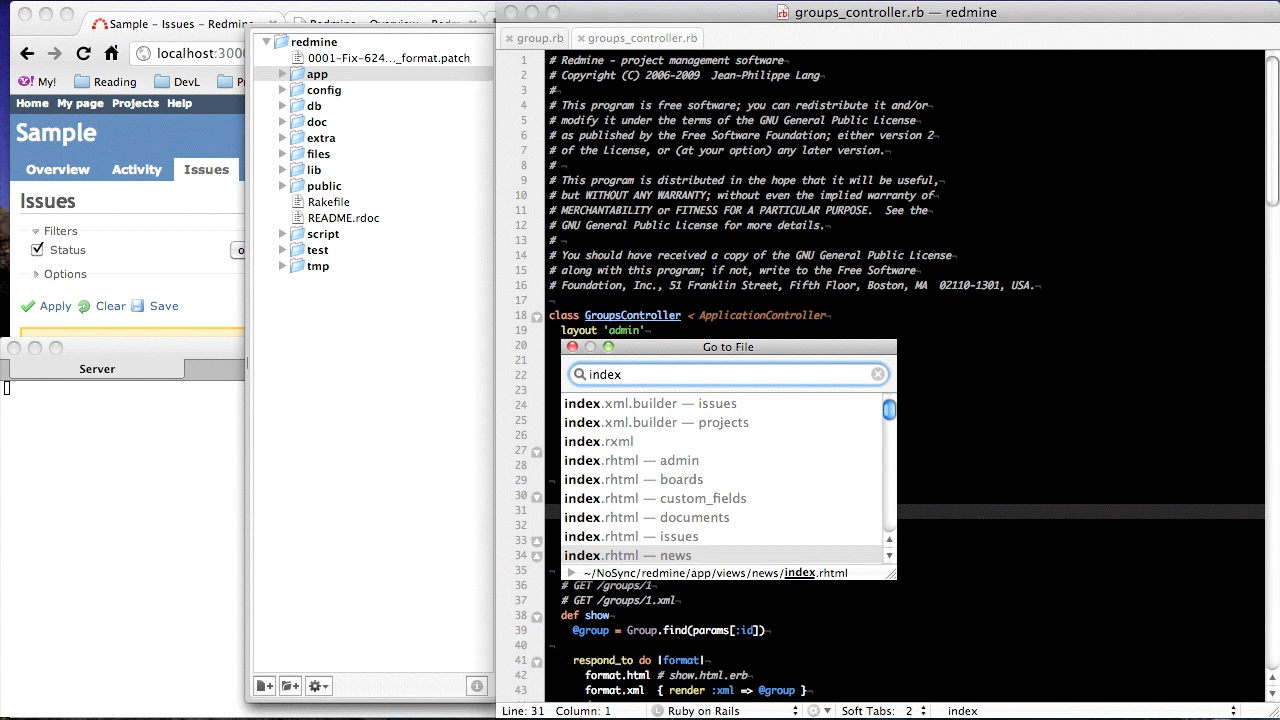 Sample – Issues – Redmine
Redmine – Overview – Redmine
localhost:3000
My!
Reading
DevL
Home My page Projects Help
Sample
Overview Activity Issues
Issues
Filters
Status
Options
Apply Clear Save
Server
redmine
0001-Fix-624..._format.patch
app
config
db
doc
extra
files
lib
public
Rakefile
README.rdoc
script
test
tmp
groups_controller.rb — redmine
group.rb groups_controller.rb
1 # Redmine - project management software¬
2 # Copyright (C) 2006-2009  Jean-Philippe Lang¬
3 #¬
4 # This program is free software; you can redistribute it and/or¬
5 # modify it under the terms of the GNU General Public License¬
6 # as published by the Free Software Foundation; either version 2¬
7 # of the License, or (at your option) any later version.¬
8 # ¬
9 # This program is distributed in the hope that it will be useful,¬
10 # but WITHOUT ANY WARRANTY; without even the implied warranty of¬
11 # MERCHANTABILITY or FITNESS FOR A PARTICULAR PURPOSE.  See the¬
12 # GNU General Public License for more details.¬
13 # ¬
14 # You should have received a copy of the GNU General Public License¬
15 # along with this program; if not, write to the Free Software¬
16 # Foundation, Inc., 51 Franklin Street, Fifth Floor, Boston, MA  02110-1301, USA.¬
17 ¬
18 class GroupsController < ApplicationController¬
19 layout 'admin'¬
20
21
22
23
24
25
26
27
28
29 ¬
30
31
32
33
34
35 ¬
36 # GET /groups/1¬
37 # GET /groups/1.xml¬
38 def show¬
39 @group = Group.find(params[:id])¬
40 ¬
41 respond_to do |format|¬
42 format.html # show.html.erb¬
43 format.xml  { render :xml => @group }¬
Go to File
index
index.xml.builder — issues
index.xml.builder — projects
index.rxml
index.rhtml — admin
index.rhtml — boards
index.rhtml — custom_fields
index.rhtml — documents
index.rhtml — issues
index.rhtml — news
~/NoSync/redmine/app/views/news/index.rhtml
Line: 31 Column: 1 Ruby on Rails Soft Tabs: 2 index